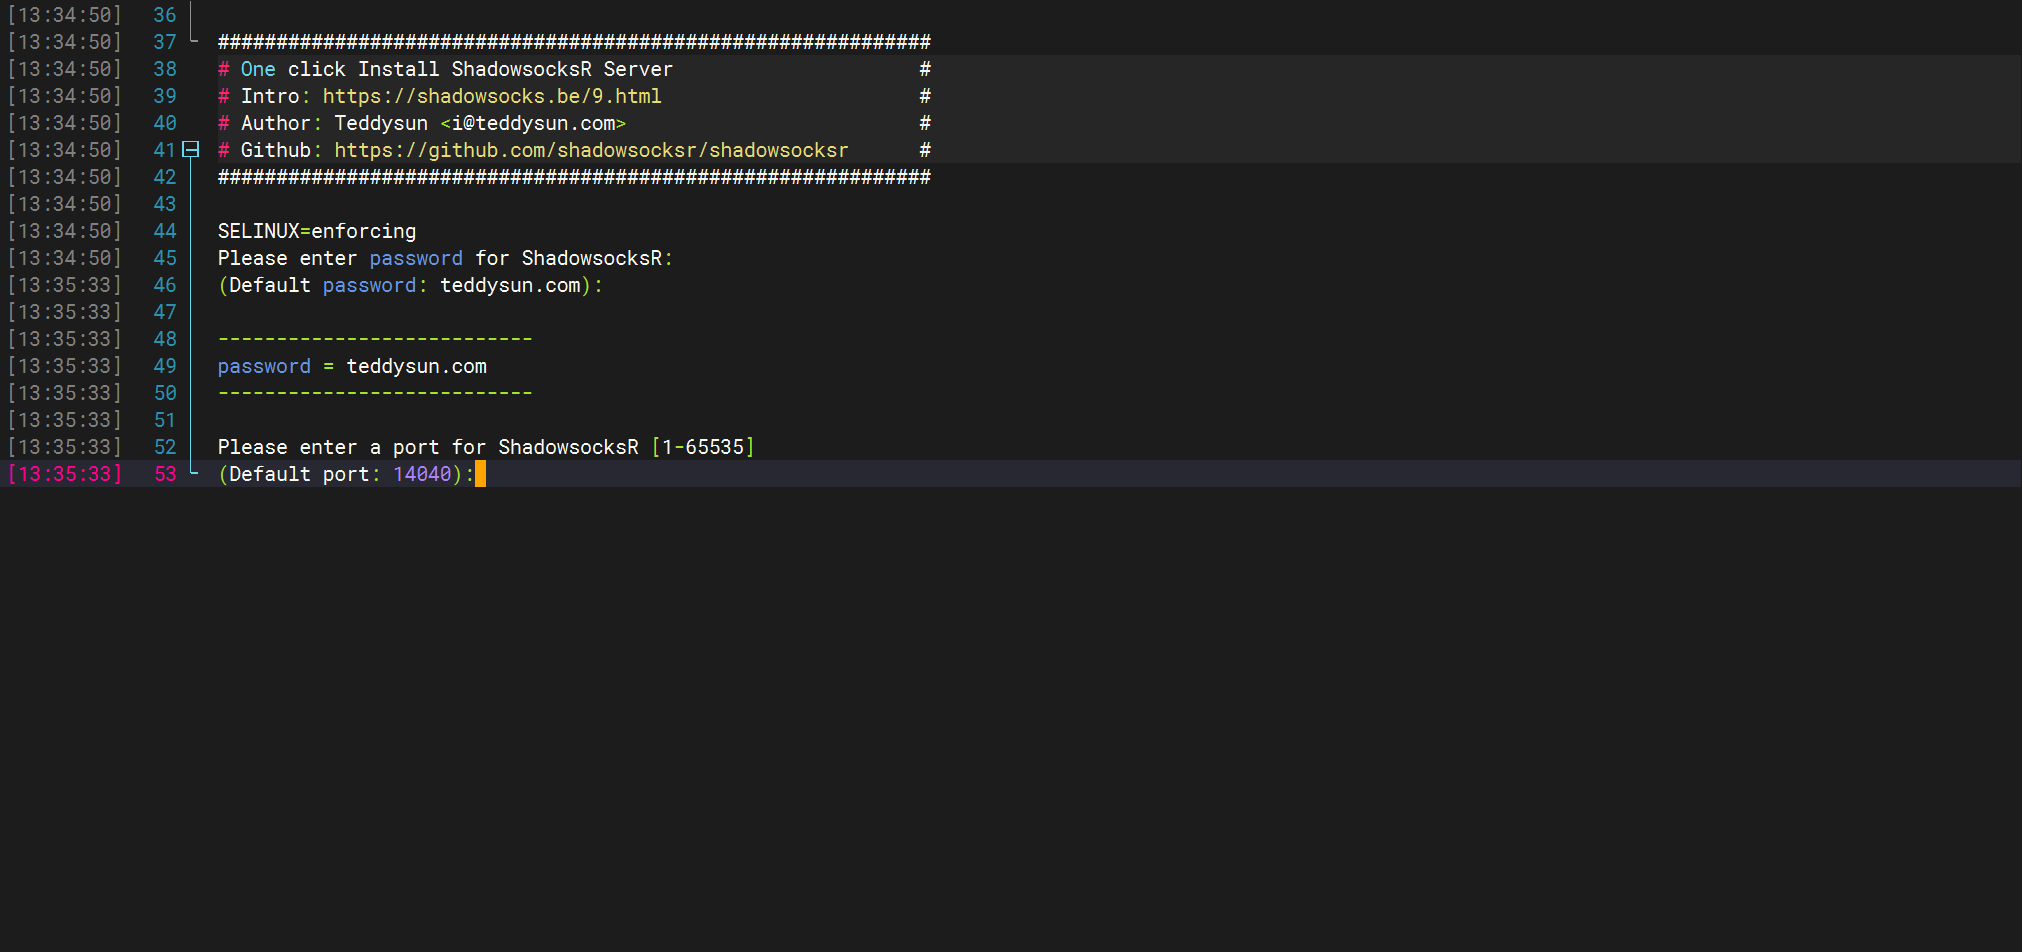 [13:34:50] 36
[13:34:50] 37 #############################################################
[13:34:50] 38 # One click Install ShadowsocksR Server #
[13:34:50] 39 # Intro: https://shadowsocks.be/9.html #
[13:34:50] 40 # Author: Teddysun <i@teddysun.com> #
[13:34:50] 41 # Github: https://github.com/shadowsocksr/shadowsocksr #
[13:34:50] 42 #############################################################
[13:34:50] 43
[13:34:50] 44 SELINUX=enforcing
[13:34:50] 45 Please enter password for ShadowsocksR:
[13:35:33] 46 (Default password: teddysun.com):
[13:35:33] 47
[13:35:33] 48 ---------------------------
[13:35:33] 49 password = teddysun.com
[13:35:33] 50 ---------------------------
[13:35:33] 51
[13:35:33] 52 Please enter a port for ShadowsocksR [1-65535]
[13:35:33] 53 (Default port: 14040):